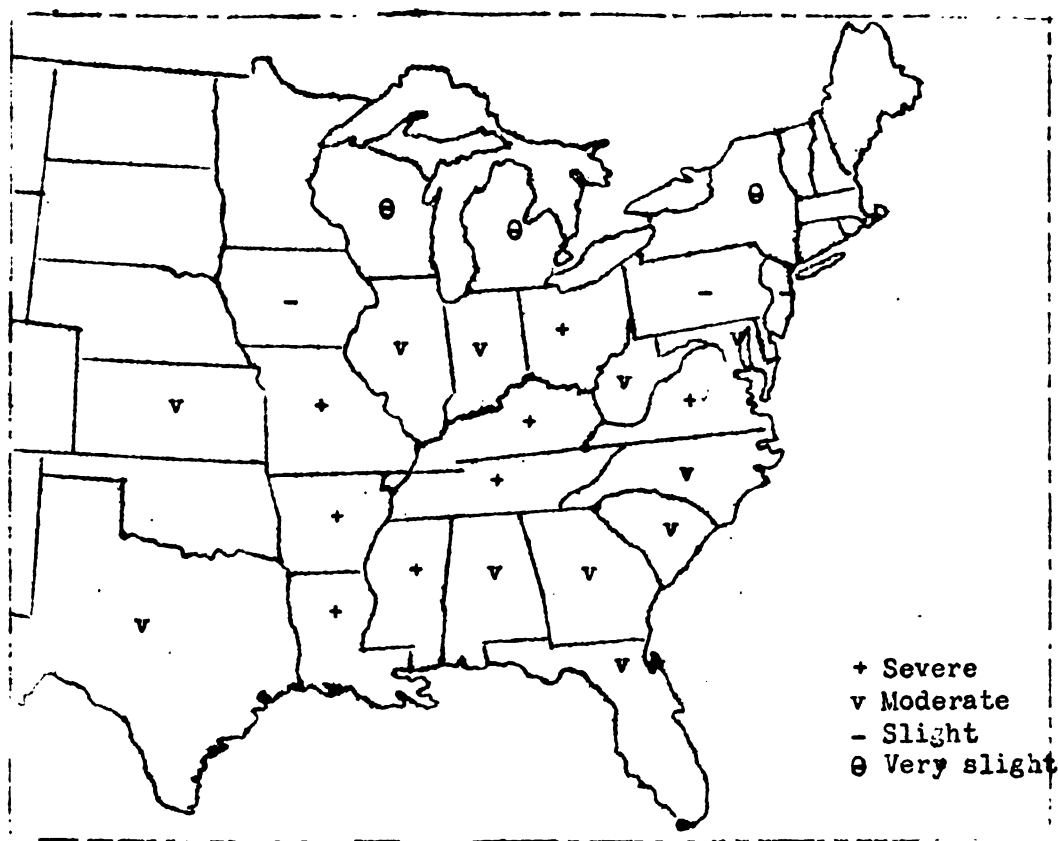 θ
θ
θ
-
-
-
+
v
v
v
v
v
+
+
+
v
+
v
+
v
+
v
v
+
v
v
+ Severe
v Moderate
- Slight
θ Very slight